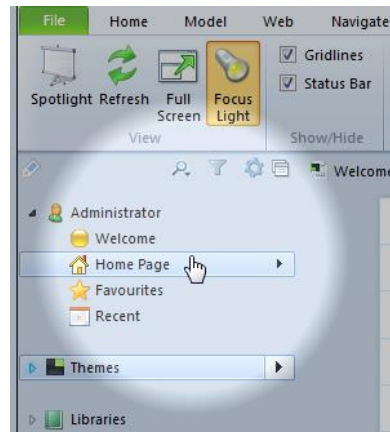 File Home Model Web Navigate
Spotlight Refresh Full Screen Focus Light
Gridlines
Status Bar
View Show/Hide
Welcome
Administrator
Welcome
Home Page
Favourites
Recent
Themes
Libraries